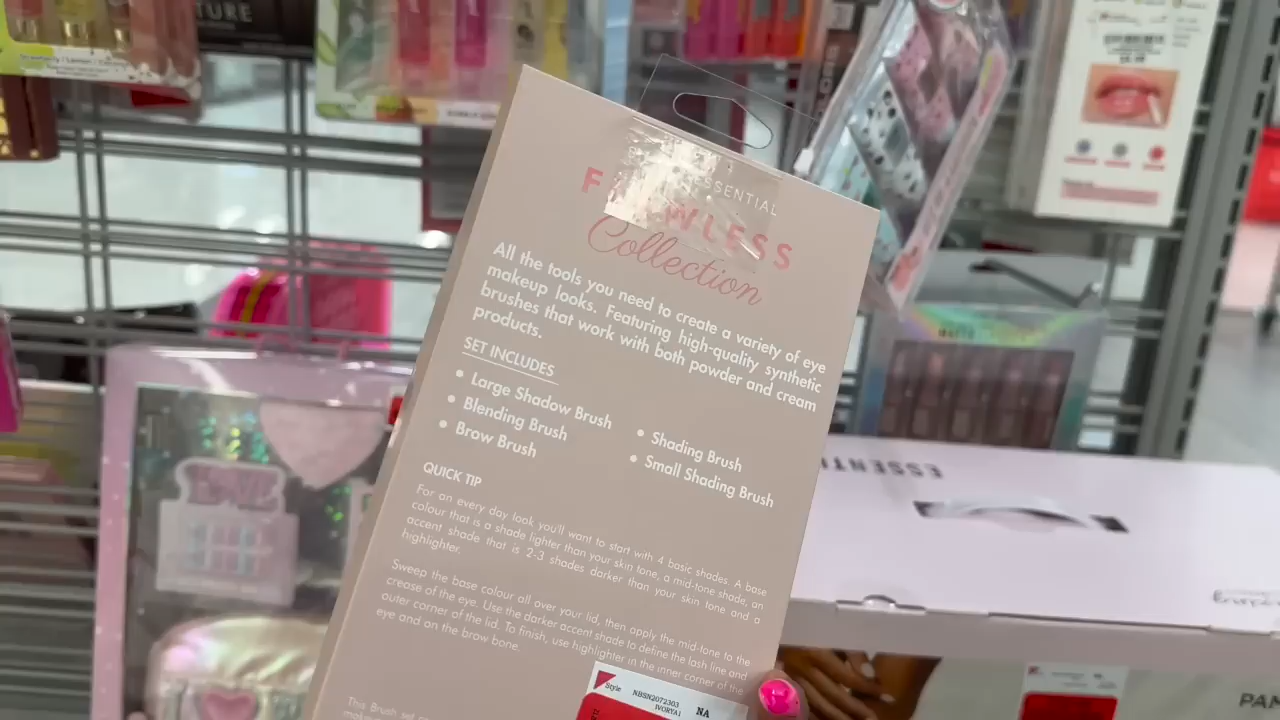 TURE
ESSENTIAL
FLAWLESS
Collection
All the tools you need to create a variety of eye
makeup looks. Featuring high-quality synthetic
brushes that work with both powder and cream
products.
SET INCLUDES
• Large Shadow Brush
• Blending Brush
• Brow Brush
• Shading Brush
• Small Shading Brush
QUICK TIP
For an every day look you'll want to start with 4 basic shades. A base
colour that is a shade lighter than your skin tone, a mid-tone shade, an
accent shade that is 2-3 shades darker than your skin tone and a
highlighter.
Sweep the base colour all over your lid, then apply the mid-tone to the
crease of the eye. Use the darker accent shade to define the lash line and
outer corner of the lid. To finish, use highlighter in the inner corner of the
eye and on the brow bone.
This Brush set
Style
NBSN2072303
IVORYA1
NA
ESSENTI
PAN